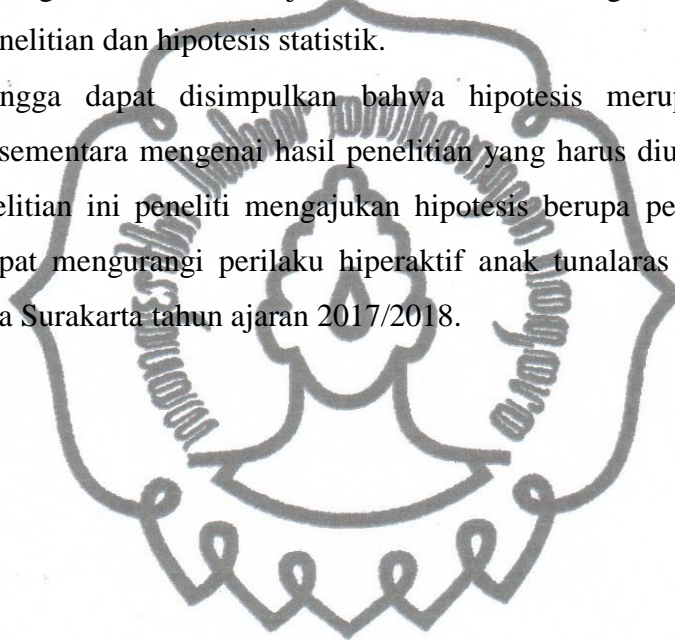 nelitian dan hipotesis statistik.
ngga dapat disimpulkan bahwa hipotesis meru
sementara mengenai hasil penelitian yang harus diu
elitian ini peneliti mengajukan hipotesis berupa pe
pat mengurangi perilaku hiperaktif anak tunalaras
a Surakarta tahun ajaran 2017/2018.